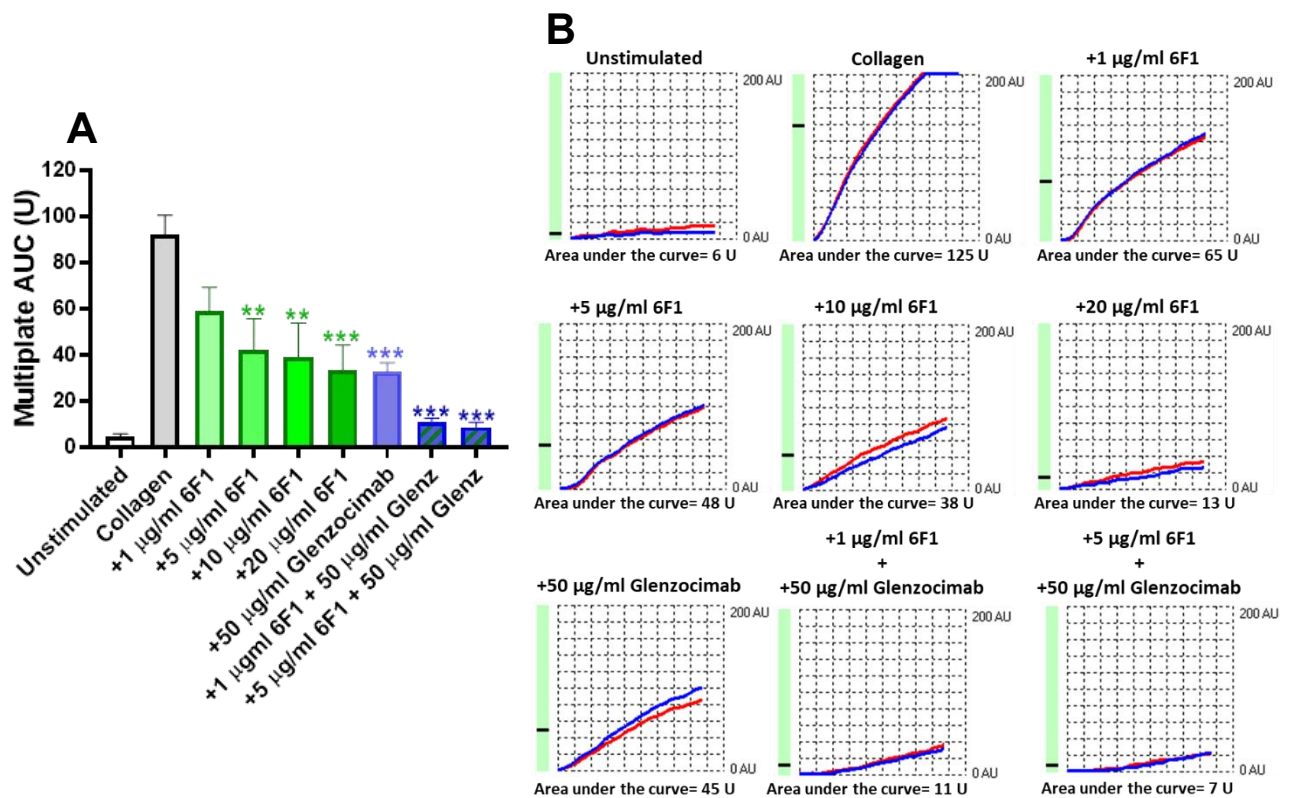 A
Multiplate AUC (U)
120
100
80
60
40
20
0
**
**
***
***
***
***
Unstimulated
Collagen
+1 µg/ml 6F1
+5 µg/ml 6F1
+10 µg/ml 6F1
+20 µg/ml 6F1
+50 µg/ml Glenzocimab
+1 µgml 6F1 + 50 µg/ml Glenz
+5 µg/ml 6F1 + 50 µg/ml Glenz
B
Unstimulated
200 AU
0 AU
Area under the curve= 6 U
Collagen
200 AU
0 AU
Area under the curve= 125 U
+1 µg/ml 6F1
200 AU
0 AU
Area under the curve= 65 U
+5 µg/ml 6F1
200 AU
0 AU
Area under the curve= 48 U
+10 µg/ml 6F1
200 AU
0 AU
Area under the curve= 38 U
+20 µg/ml 6F1
200 AU
0 AU
Area under the curve= 13 U
+50 µg/ml Glenzocimab
200 AU
0 AU
Area under the curve= 45 U
+1 µg/ml 6F1
+
+50 µg/ml Glenzocimab
200 AU
0 AU
Area under the curve= 11 U
+5 µg/ml 6F1
+
+50 µg/ml Glenzocimab
200 AU
0 AU
Area under the curve= 7 U